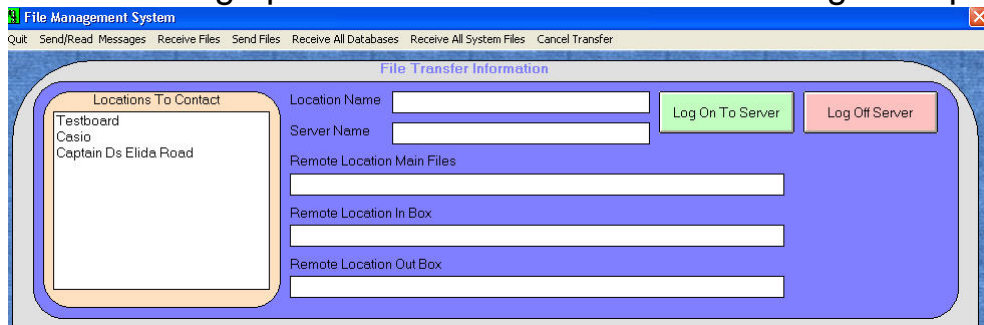 File Management System
Quit Send/Read Messages Receive Files Send Files Receive All Databases Receive All System Files Cancel Transfer
File Transfer Information
Locations To Contact
Testboard
Casio
Captain Ds Elida Road
Location Name
Server Name
Log On To Server
Log Off Server
Remote Location Main Files
Remote Location In Box
Remote Location Out Box